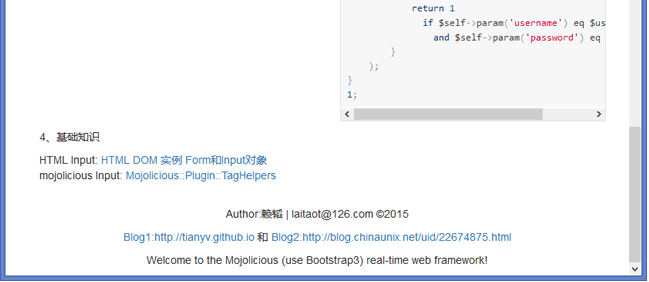 return 1
if $self->param('username') eq $us
and $self->param('password') eq
}
);
}
1;
4、基础知识
HTML Input: HTML DOM 实例 Form和Input对象
mojolicious Input: Mojolicious::Plugin::TagHelpers
Author:赖韬 | laitaot@126.com ©2015
Blog1:http://tianyv.github.io 和 Blog2:http://blog.chinaunix.net/uid/22674875.html
Welcome to the Mojolicious (use Bootstrap3) real-time web framework!